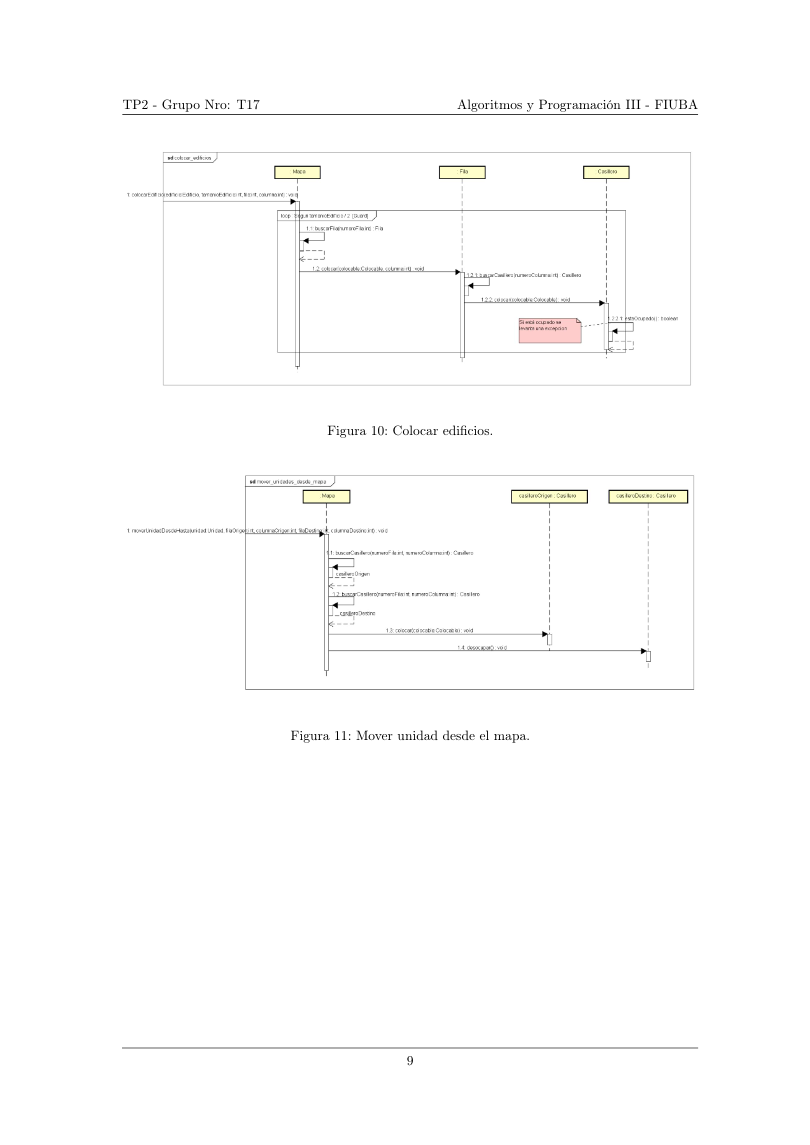 TP2 - Grupo Nro: T17 Algoritmos y Programación III - FIUBA
sd colocar_edificios
Mapa : Fila Casillero
1: colocarEdificio(edificio:Edificio, tamanioEdificio:int, fila:int, columna:int) : void
loop
1.1: buscarFila(numeroFila:int) : Fila
1.2: colocar(colocable:Colocable, columna:int) : void
1.2.1: buscarCasillero(numeroColumna:int) : Casillero
1.2.2: colocar(colocable:Colocable) : void
1.2.2.1: estaOcupado() : boolean
Si está ocupado se
levanta una excepcion.
Figura 10: Colocar edificios.
sd mover_unidades_desde_mapa
Mapa casilleroOrigen : Casillero casilleroDestino : Casillero
1: moverUnidadDesdeHasta(unidad:Unidad, filaOrigen:int, columnaOrigen:int, filaDestino:int, columnaDestino:int) : void
1.1: buscarCasillero(numeroFila:int, numeroColumna:int) : Casillero
casilleroOrigen
1.2: buscarCasillero(numeroFila:int, numeroColumna:int) : Casillero
casilleroDestino
1.3: colocar(colocable:Colocable) : void
1.4: desocupar() : void
Figura 11: Mover unidad desde el mapa.
9